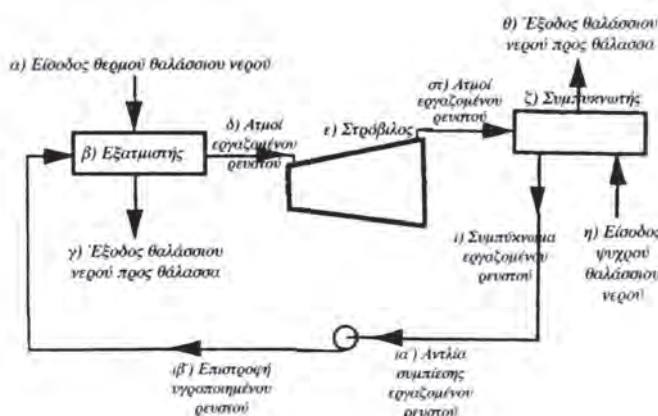 θ) Έξοδος θαλάσσιου
νερού προς θάλασσα
α) Είσοδος θερμού θαλάσσιου νερού
στ) Ατμοί
εργαζομένου
ρευστού
ζ) Συμπυκνωτής
δ) Ατμοί
εργαζομένου
ρευστού
ε) Στρόβιλος
β) Εξατμιστής
γ) Έξοδος θαλάσσιου
νερού προς θάλασσα
ι) Συμπύκνωμα
εργαζομένου
ρευστού
η) Είσοδος
ψυχρού
θαλάσσιου
νερού
ιβ΄) Επιστροφή
υγροποιημένου
ρευστού
ια΄) Αντλία
συμπίεσης
εργαζομένου
ρευστού